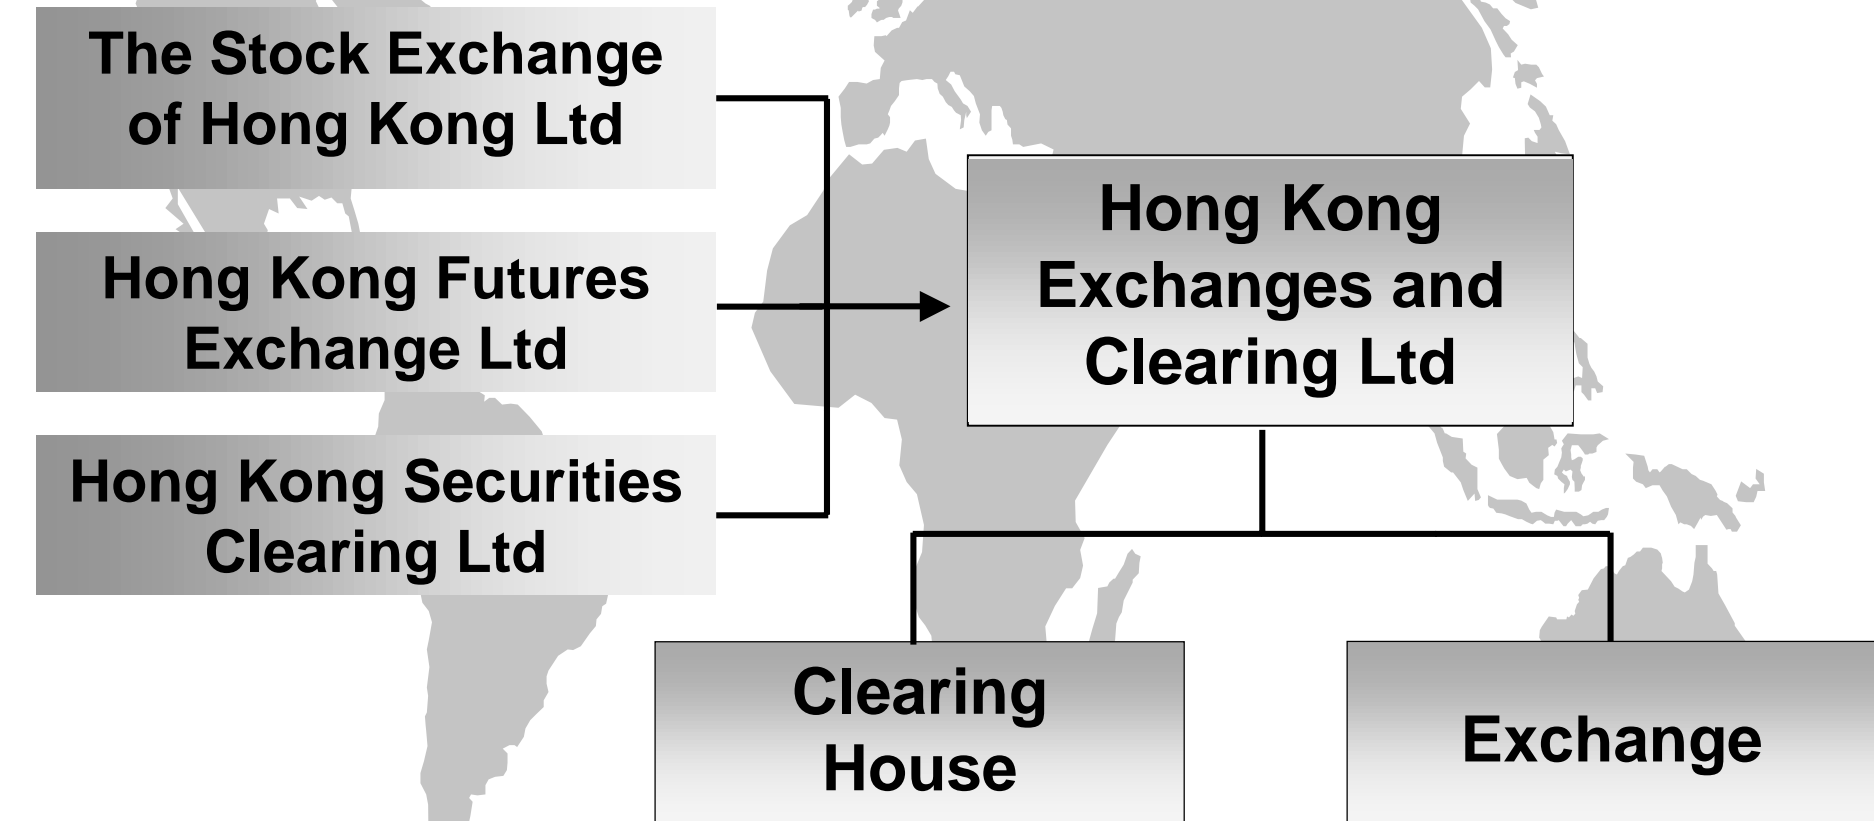 The Stock Exchange
of Hong Kong Ltd
Hong Kong Futures
Exchange Ltd
Hong Kong Securities
Clearing Ltd
Hong Kong
Exchanges and
Clearing Ltd
Clearing
House
Exchange